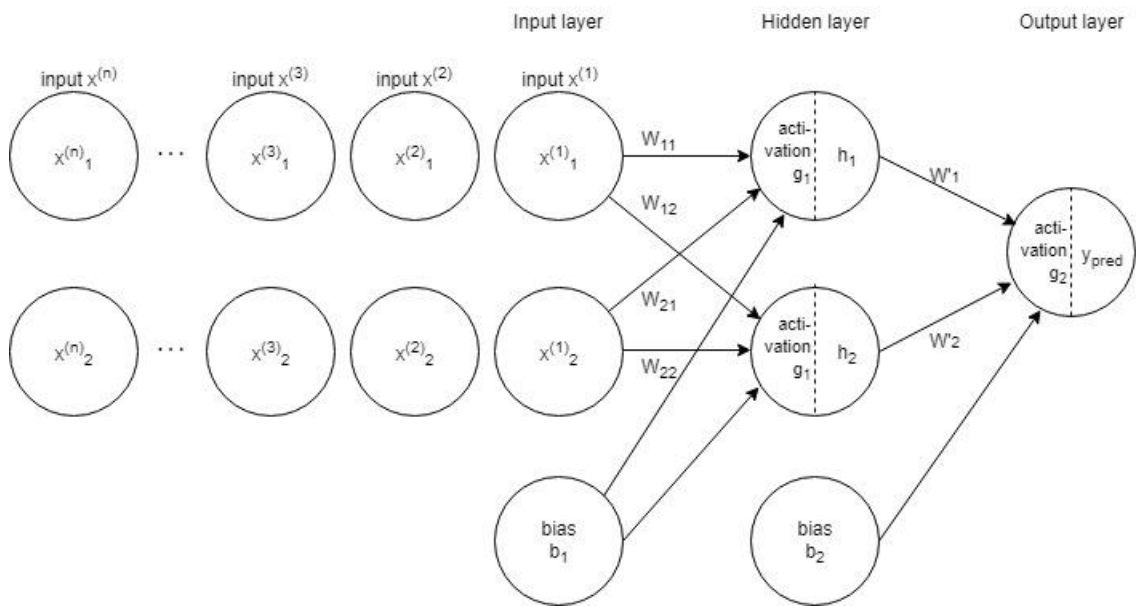 Input layer
Hidden layer
Output layer
input x⁽ⁿ⁾
input x⁽³⁾
input x⁽²⁾
input x⁽¹⁾
x⁽ⁿ⁾₁
...
x⁽³⁾₁
x⁽²⁾₁
x⁽¹⁾₁
W₁₁
W₁₂
acti-
vation
g₁
h₁
W'₁
x⁽ⁿ⁾₂
...
x⁽³⁾₂
x⁽²⁾₂
x⁽¹⁾₂
W₂₁
W₂₂
acti-
vation
g₁
h₂
W'₂
acti-
vation
g₂
y_pred
bias
b₁
bias
b₂